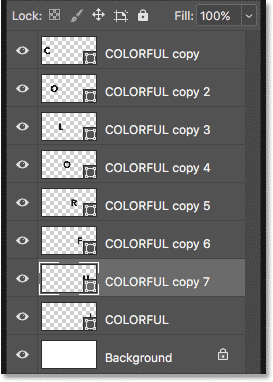 Lock: Fill: 100%
C COLORFUL copy
O COLORFUL copy 2
L COLORFUL copy 3
O COLORFUL copy 4
R COLORFUL copy 5
F COLORFUL copy 6
COLORFUL copy 7
COLORFUL
Background